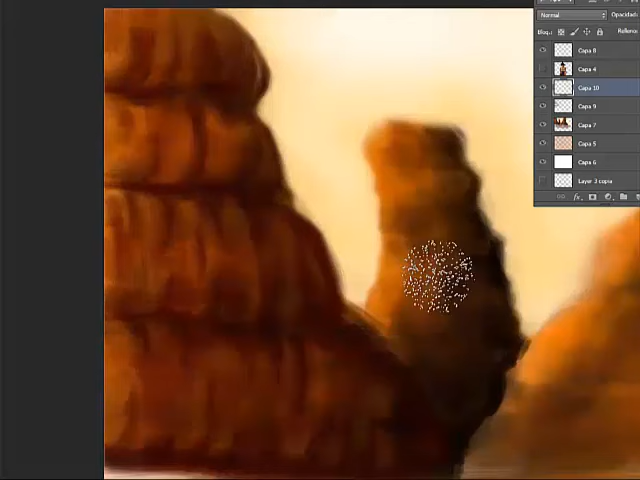 Normal
Opacidad:
Bloq.:
Relleno:
Capa 8
Capa 4
Capa 10
Capa 9
Capa 7
Capa 5
Capa 6
Layer 3 copia
fx